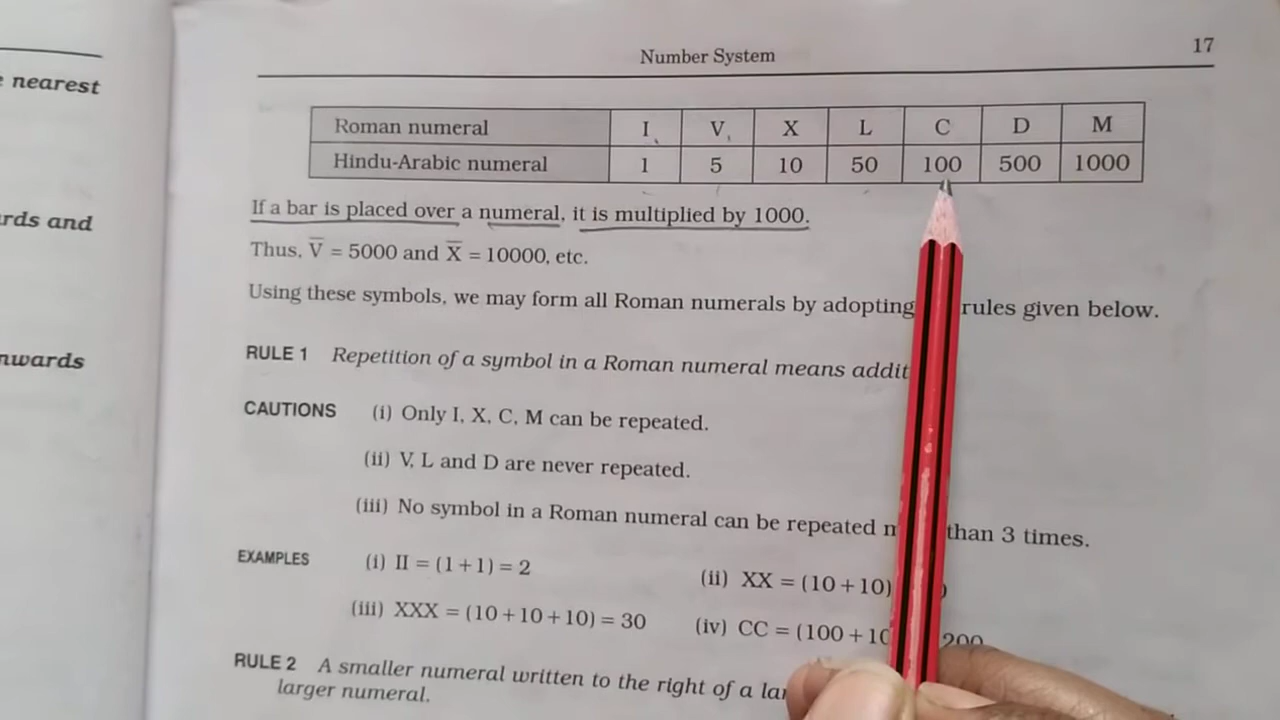 nearest
rds and
nwards
Number System
17
Roman numeral I V X L C D M
Hindu-Arabic numeral 1 5 10 50 100 500 1000
If a bar is placed over a numeral, it is multiplied by 1000.
Thus, V̅ = 5000 and X̅ = 10000, etc.
Using these symbols, we may form all Roman numerals by adopting rules given below.
RULE 1 Repetition of a symbol in a Roman numeral means addit
CAUTIONS (i) Only I, X, C, M can be repeated.
(ii) V, L and D are never repeated.
(iii) No symbol in a Roman numeral can be repeated than 3 times.
EXAMPLES (i) II = (1 + 1) = 2 (ii) XX = (10 + 10)
(iii) XXX = (10 + 10 + 10) = 30 (iv) CC = (100 + 10 200
RULE 2 A smaller numeral written to the right of a
larger numeral.